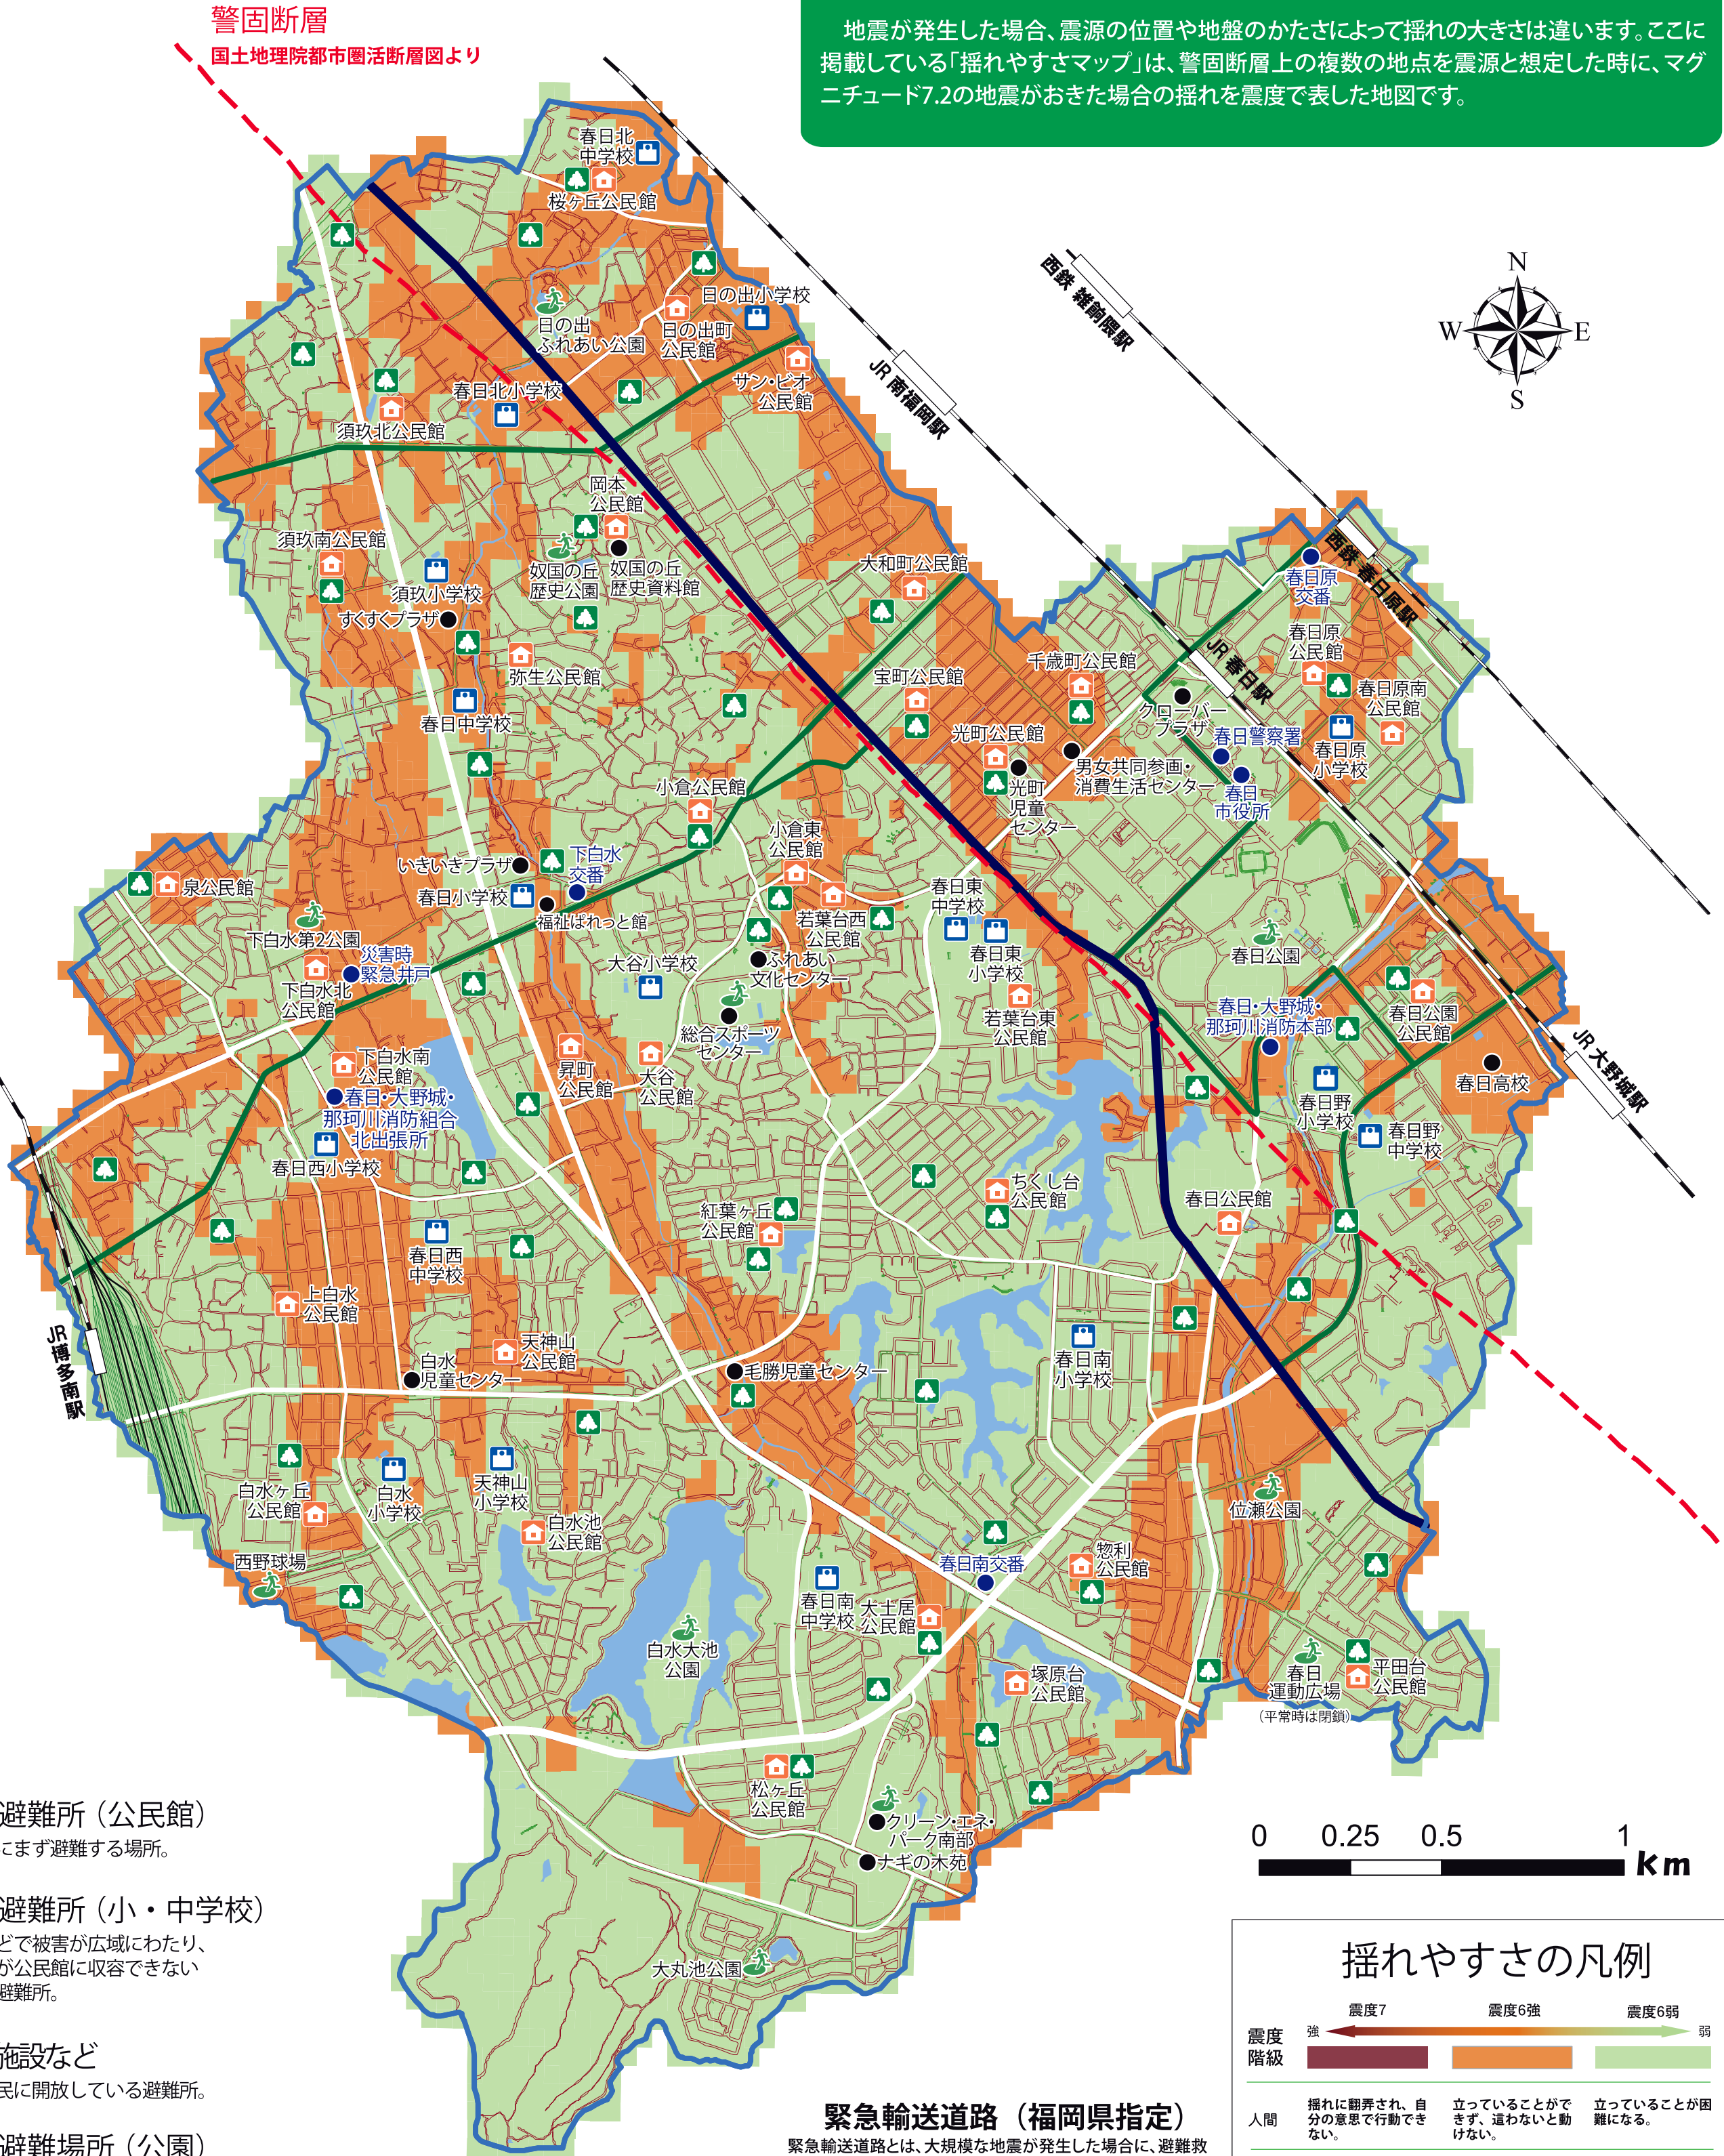 警固断層
国土地理院都市圏活断層図より
地震が発生した場合、震源の位置や地盤のかたさによって揺れの大きさは違います。ここに
掲載している「揺れやすさマップ」は、警固断層上の複数の地点を震源と想定した時に、マグ
ニチュード7.2の地震がおきた場合の揺れを震度で表した地図です。
N
W
E
S
春日北
中学校
桜ヶ丘公民館
西鉄 雑餉隈駅
日の出小学校
日の出
ふれあい公園
日の出町
公民館
JR 南福岡駅
サン・ビオ
公民館
春日北小学校
須玖北公民館
岡本
公民館
須玖南公民館
奴国の丘
歴史公園
奴国の丘
歴史資料館
須玖小学校
すくすくプラザ
大和町公民館
西鉄 春日原駅
春日原
交番
春日原
公民館
JR 春日駅
弥生公民館
春日中学校
宝町公民館
千歳町公民館
クローバー
プラザ
春日原南
公民館
光町公民館
春日警察署
春日原
小学校
男女共同参画・
消費生活センター
光町
児童
センター
春日
市役所
小倉公民館
小倉東
公民館
いきいきプラザ
下白水
交番
泉公民館
春日小学校
福祉ぱれっと館
若葉台西
公民館
春日東
中学校
下白水第2公園
災害時
緊急井戸
下白水北
公民館
大谷小学校
ふれあい
文化センター
春日東
小学校
春日公園
総合スポーツ
センター
若葉台東
公民館
春日・大野城・
那珂川消防本部
春日公園
公民館
JR 大野城駅
下白水南
公民館
昇町
公民館
大谷
公民館
春日高校
春日・大野城・
那珂川消防組合
北出張所
春日野
小学校
春日野
中学校
春日西小学校
紅葉ヶ丘
公民館
ちくし台
公民館
春日公民館
春日西
中学校
上白水
公民館
JR博多南駅
天神山
公民館
白水
児童センター
毛勝児童センター
春日南
小学校
白水ヶ丘
公民館
白水
小学校
天神山
小学校
白水池
公民館
位瀬公園
西野球場
春日南交番
惣利
公民館
春日南
中学校
大土居
公民館
白水大池
公園
塚原台
公民館
春日
運動広場
(平常時は閉鎖)
平田台
公民館
松ヶ丘
公民館
クリーン・エネ・
パーク南部
ナギの木苑
大丸池公園
避難所（公民館）
にまず避難する場所。
避難所（小・中学校）
どで被害が広域にわたり、
が公民館に収容できない
避難所。
施設など
民に開放している避難所。
避難場所（公園）
0 0.25 0.5 1 km
揺れやすさの凡例
震度7 震度6強 震度6弱
強 弱
震度
階級
人間
揺れに翻弄され、自
分の意思で行動でき
ない。
立っていることがで
きず、這わないと動
けない。
立っていることが困
難になる。
緊急輸送道路（福岡県指定）
緊急輸送道路とは、大規模な地震が発生した場合に、避難救